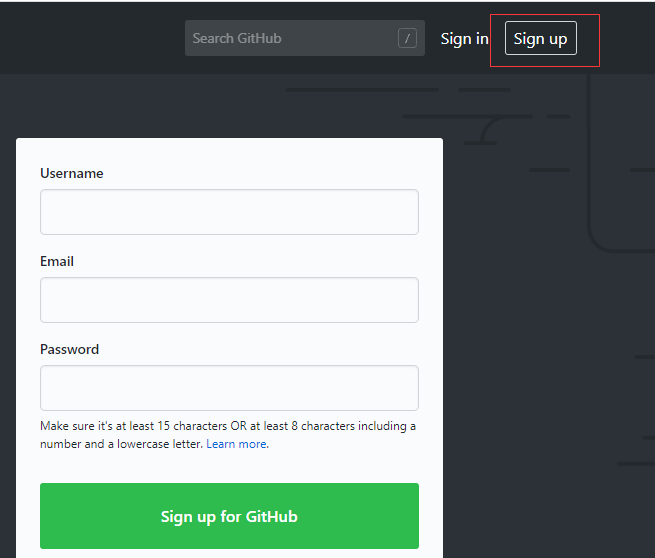 Search GitHub / Sign in Sign up
Username
Email
Password
Make sure it's at least 15 characters OR at least 8 characters including a
number and a lowercase letter. Learn more.
Sign up for GitHub